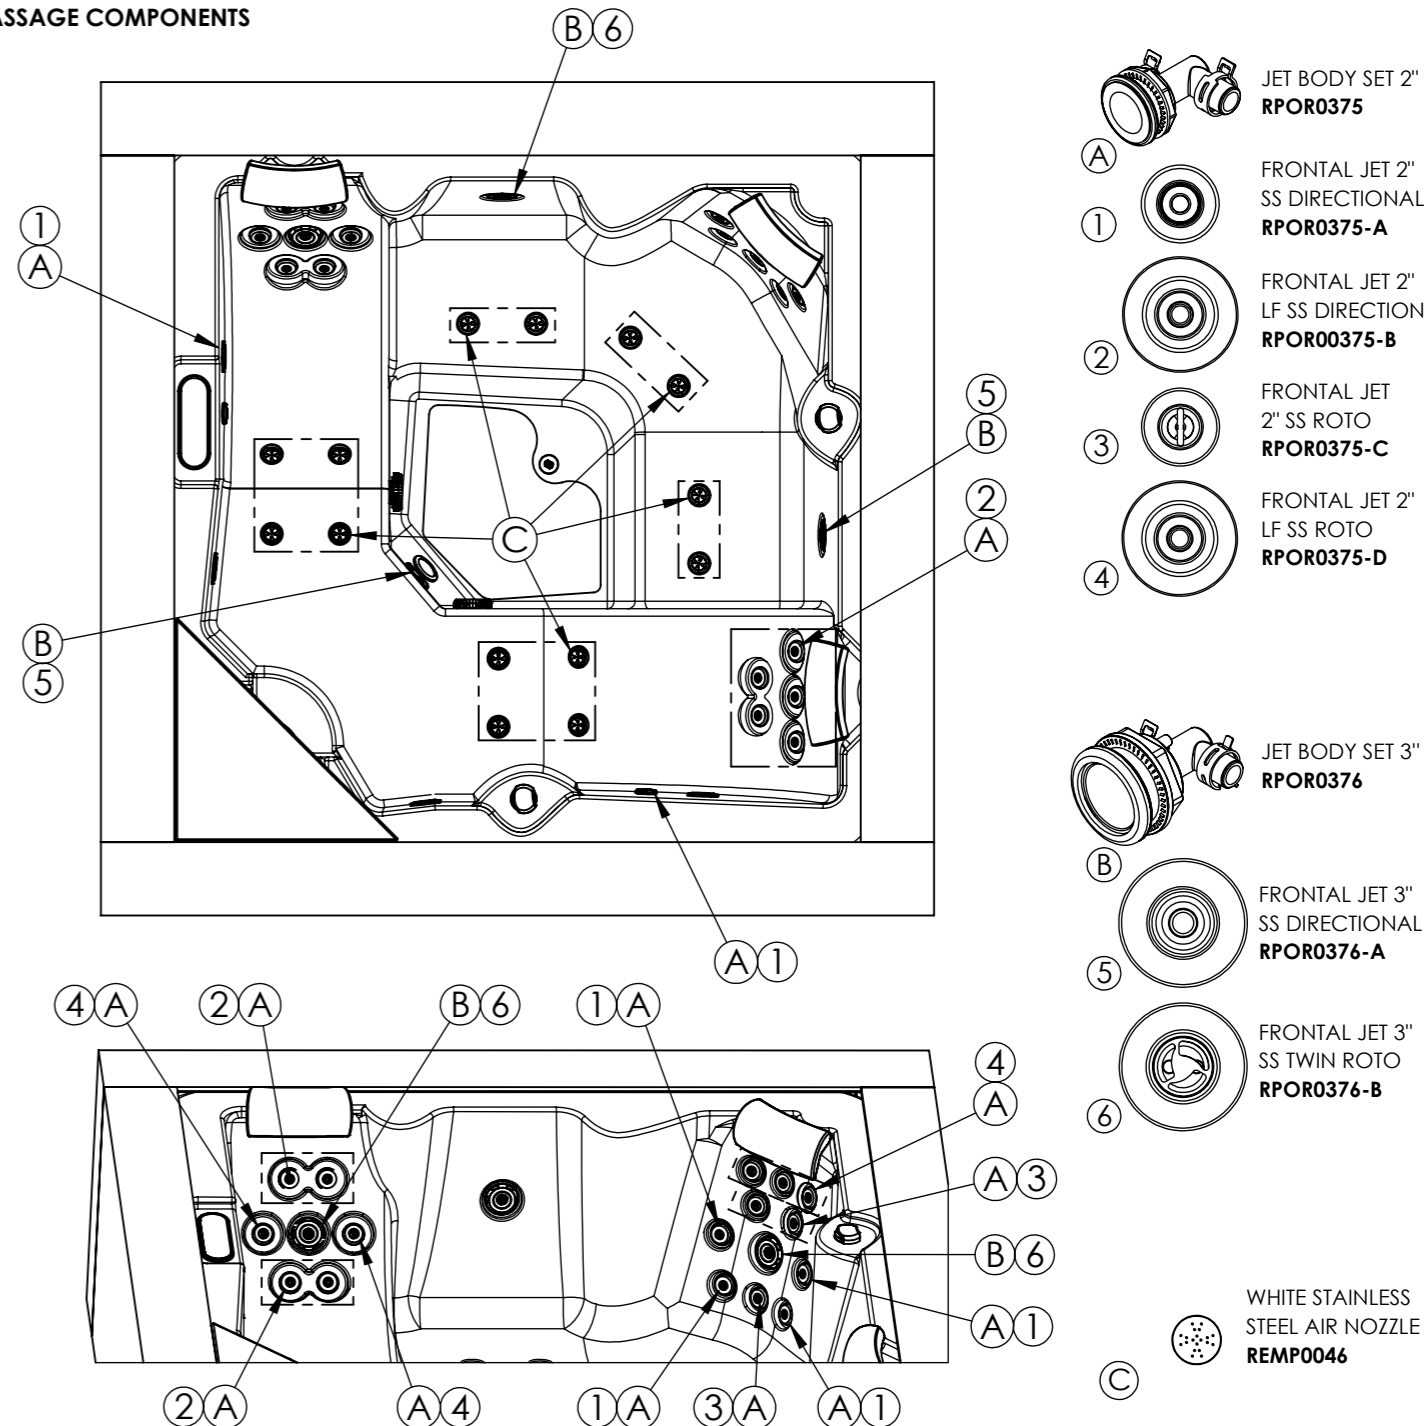 ASSAGE COMPONENTS
B 6
1
A
5
B
2
A
C
B
5
A 1
4 A
2 A
B 6
1 A
4
A
A 3
B 6
A 1
2 A
A 4
1 A
3 A
A 1
JET BODY SET 2"
RPOR0375
A
FRONTAL JET 2"
SS DIRECTIONAL
RPOR0375-A
1
FRONTAL JET 2"
LF SS DIRECTION
RPOR00375-B
2
FRONTAL JET
2" SS ROTO
RPOR0375-C
3
FRONTAL JET 2"
LF SS ROTO
RPOR0375-D
4
JET BODY SET 3"
RPOR0376
B
FRONTAL JET 3"
SS DIRECTIONAL
RPOR0376-A
5
FRONTAL JET 3"
SS TWIN ROTO
RPOR0376-B
6
WHITE STAINLESS
STEEL AIR NOZZLE
REMP0046
C